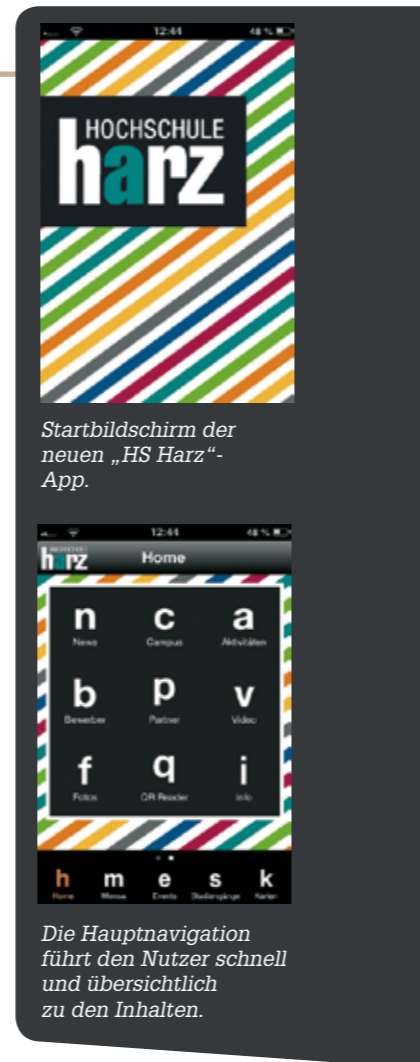 12:44 48 %
HOCHSCHULE
harz
Startbildschirm der
neuen „HS Harz“-
App.
12:44 48 %
HOCHSCHULE
harz
Home
n c a
News Campus Aktivitäten
b p v
Bewerber Partner Video
f q i
Fotos QR Reader Info
h m e s k
Home Mensa Events Studiengänge Karten
Die Hauptnavigation
führt den Nutzer schnell
und übersichtlich
zu den Inhalten.